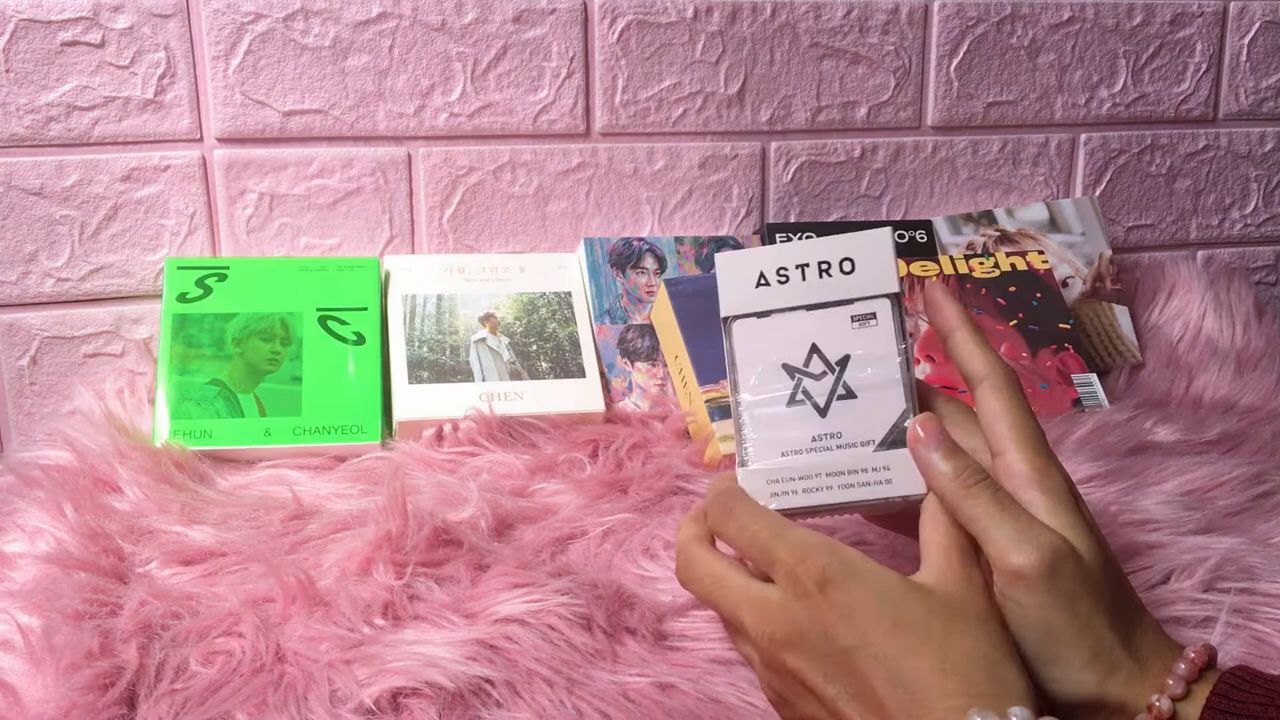 S
C
EHUN & CHANYEOL
사월, 그리고 꽃
CHEN
EXO
O°6
Delight
ASTRO
SPECIAL
GIFT
ASTRO
ASTRO SPECIAL MUSIC GIFT
CHA EUN-WOO 97 MOON BIN 98 MJ 94
JINJIN 96 ROCKY 99 YOON SAN-HA 00